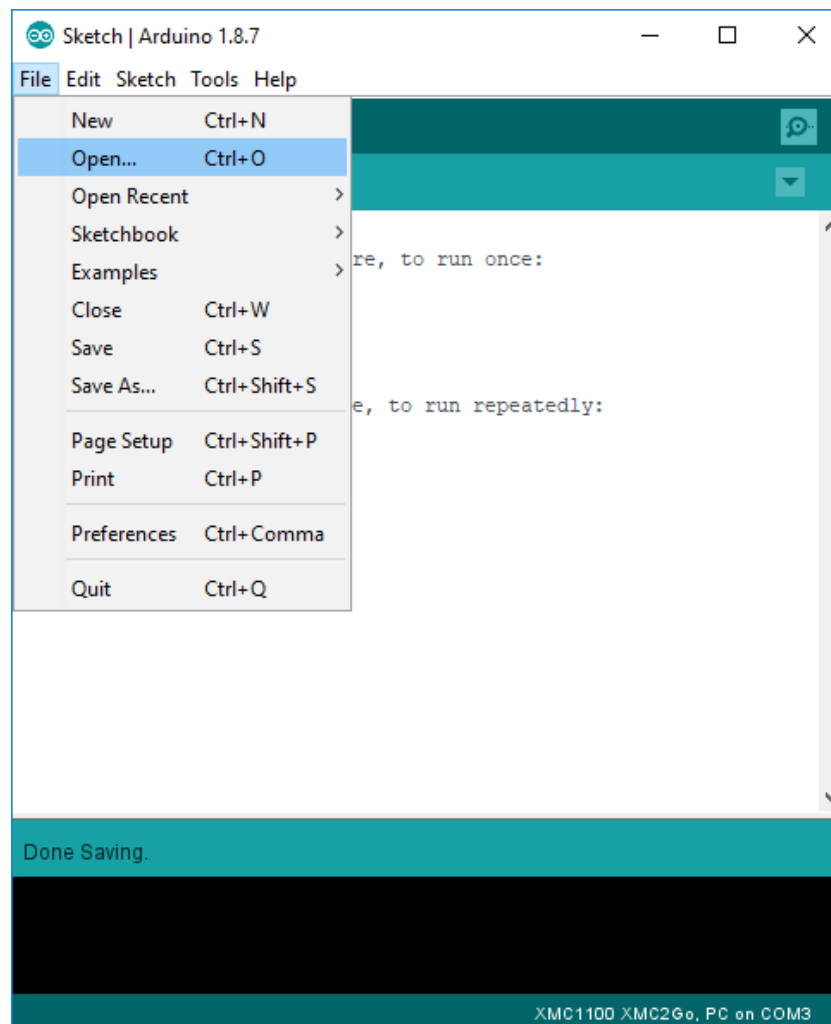 Sketch | Arduino 1.8.7
File Edit Sketch Tools Help
New Ctrl+N
Open... Ctrl+O
Open Recent
Sketchbook
re, to run once:
Examples
Close Ctrl+W
Save Ctrl+S
Save As... Ctrl+Shift+S
e, to run repeatedly:
Page Setup Ctrl+Shift+P
Print Ctrl+P
Preferences Ctrl+Comma
Quit Ctrl+Q
Done Saving.
XMC1100 XMC2Go, PC on COM3